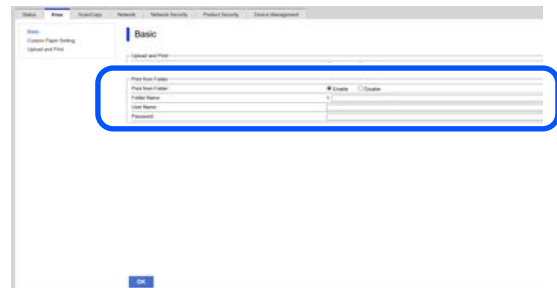 Status Print Scan/Copy Network Network Security Product Security Device Management
Basic
Custom Paper Setting
Upload and Print
Basic
Upload and Print
Print from Folder
Print from Folder : Enable Disable
Folder Name :
User Name :
Password :
OK